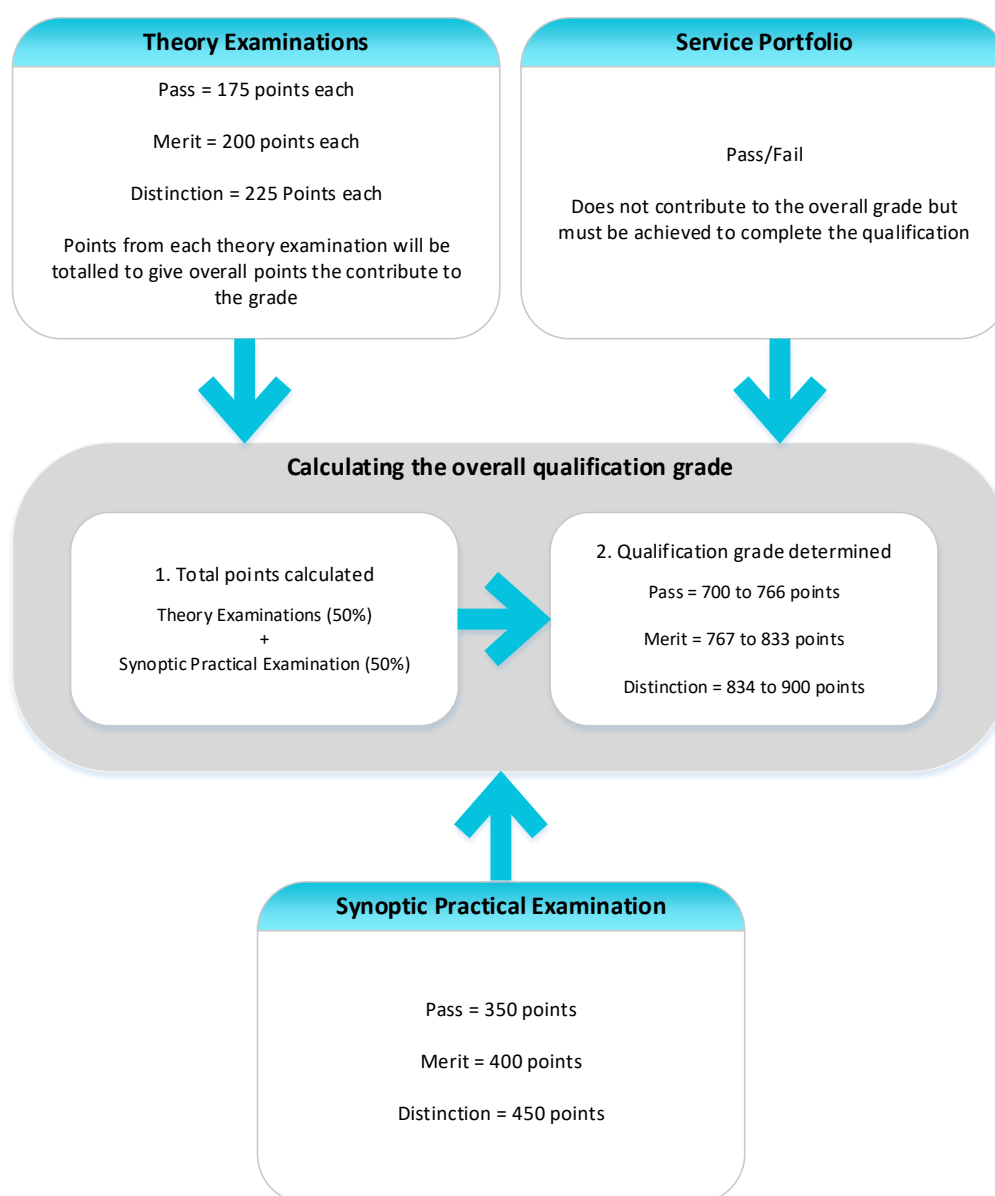 Theory Examinations
Pass = 175 points each
Merit = 200 points each
Distinction = 225 Points each
Points from each theory examination will be
totalled to give overall points the contribute to
the grade
Service Portfolio
Pass/Fail
Does not contribute to the overall grade but
must be achieved to complete the qualification
Calculating the overall qualification grade
1. Total points calculated
Theory Examinations (50%)
+
Synoptic Practical Examination (50%)
2. Qualification grade determined
Pass = 700 to 766 points
Merit = 767 to 833 points
Distinction = 834 to 900 points
Synoptic Practical Examination
Pass = 350 points
Merit = 400 points
Distinction = 450 points